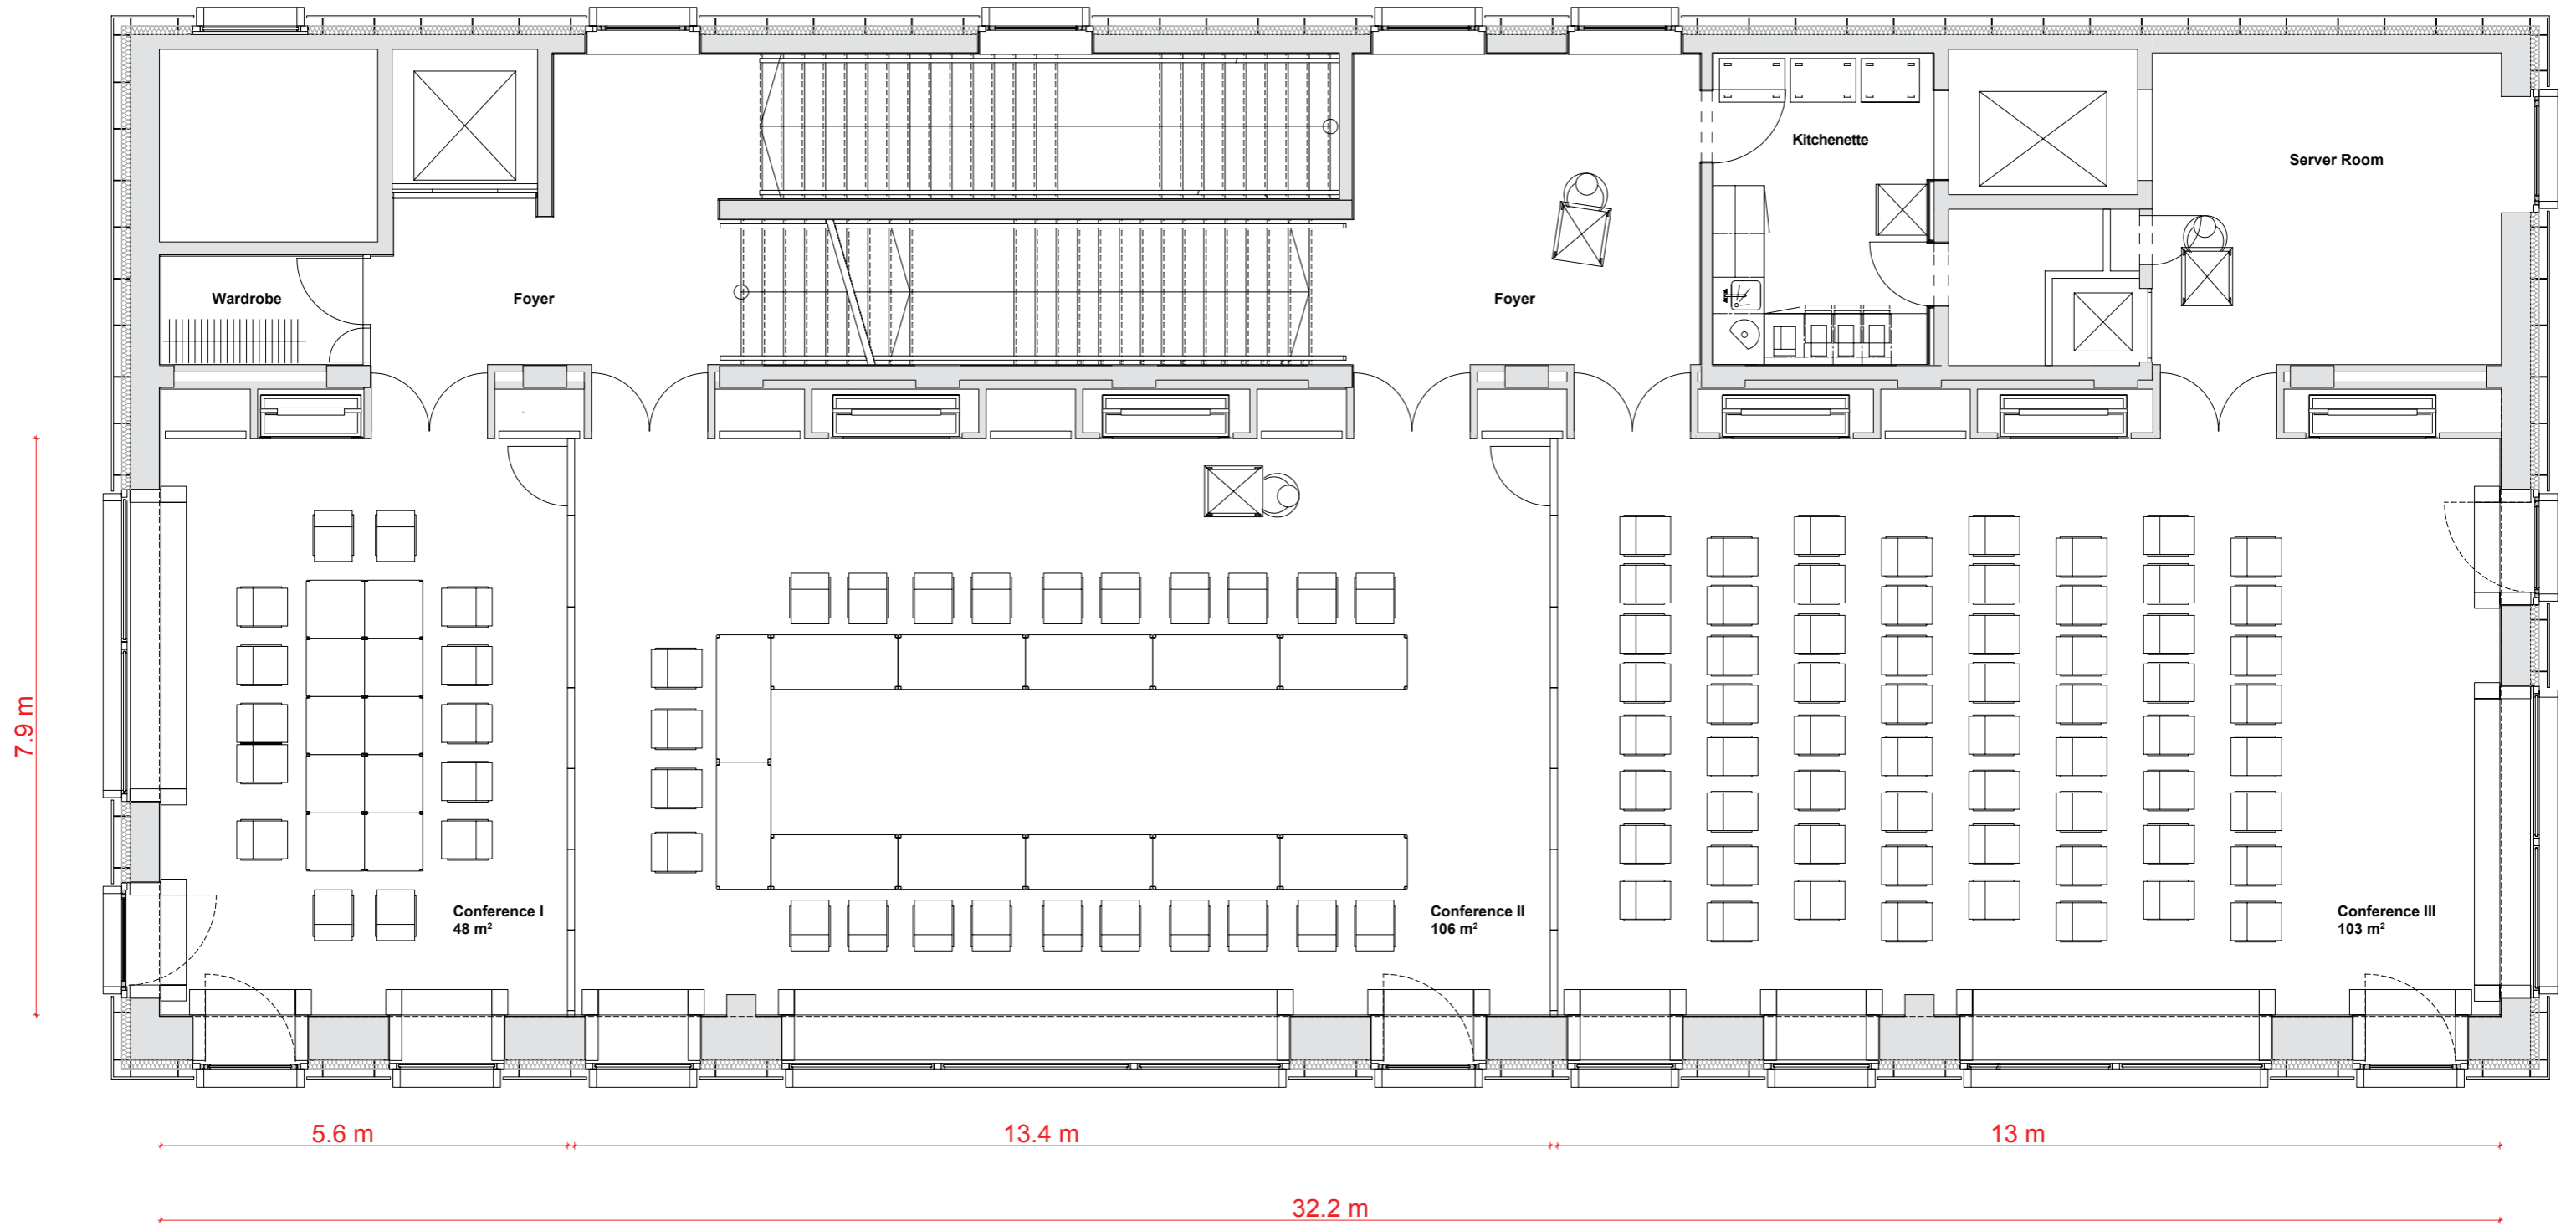 Kitchenette
Server Room
Wardrobe
Foyer
Foyer
7.9 m
Conference I
48 m²
Conference II
106 m²
Conference III
103 m²
5.6 m
13.4 m
13 m
32.2 m